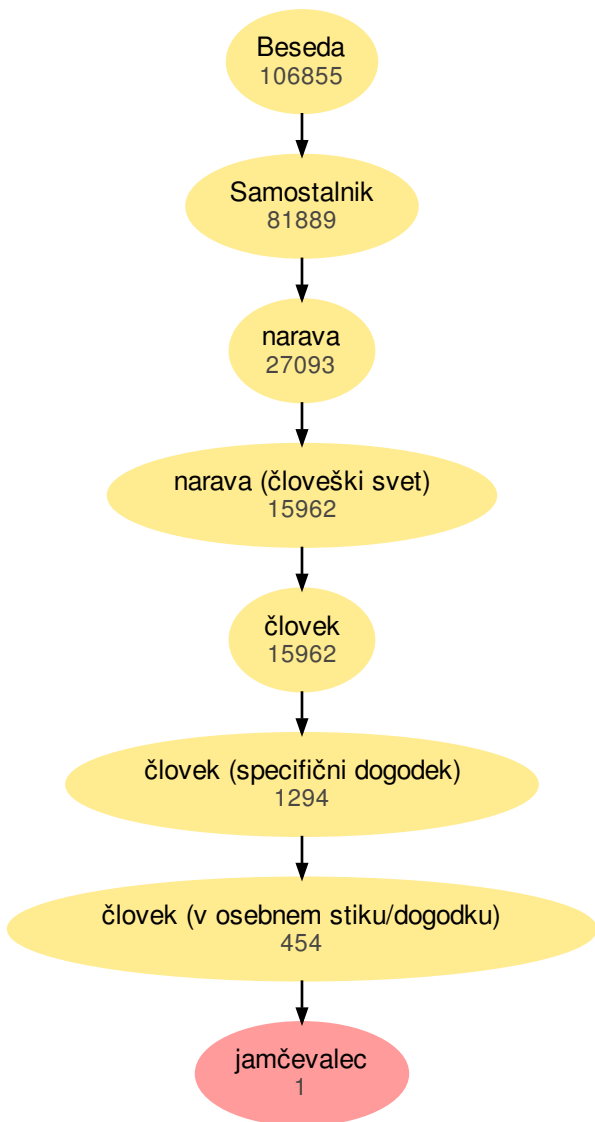 Beseda
106855
Samostalnik
81889
narava
27093
narava (človeški svet)
15962
človek
15962
človek (specifični dogodek)
1294
človek (v osebnem stiku/dogodku)
454
jamčevalec
1